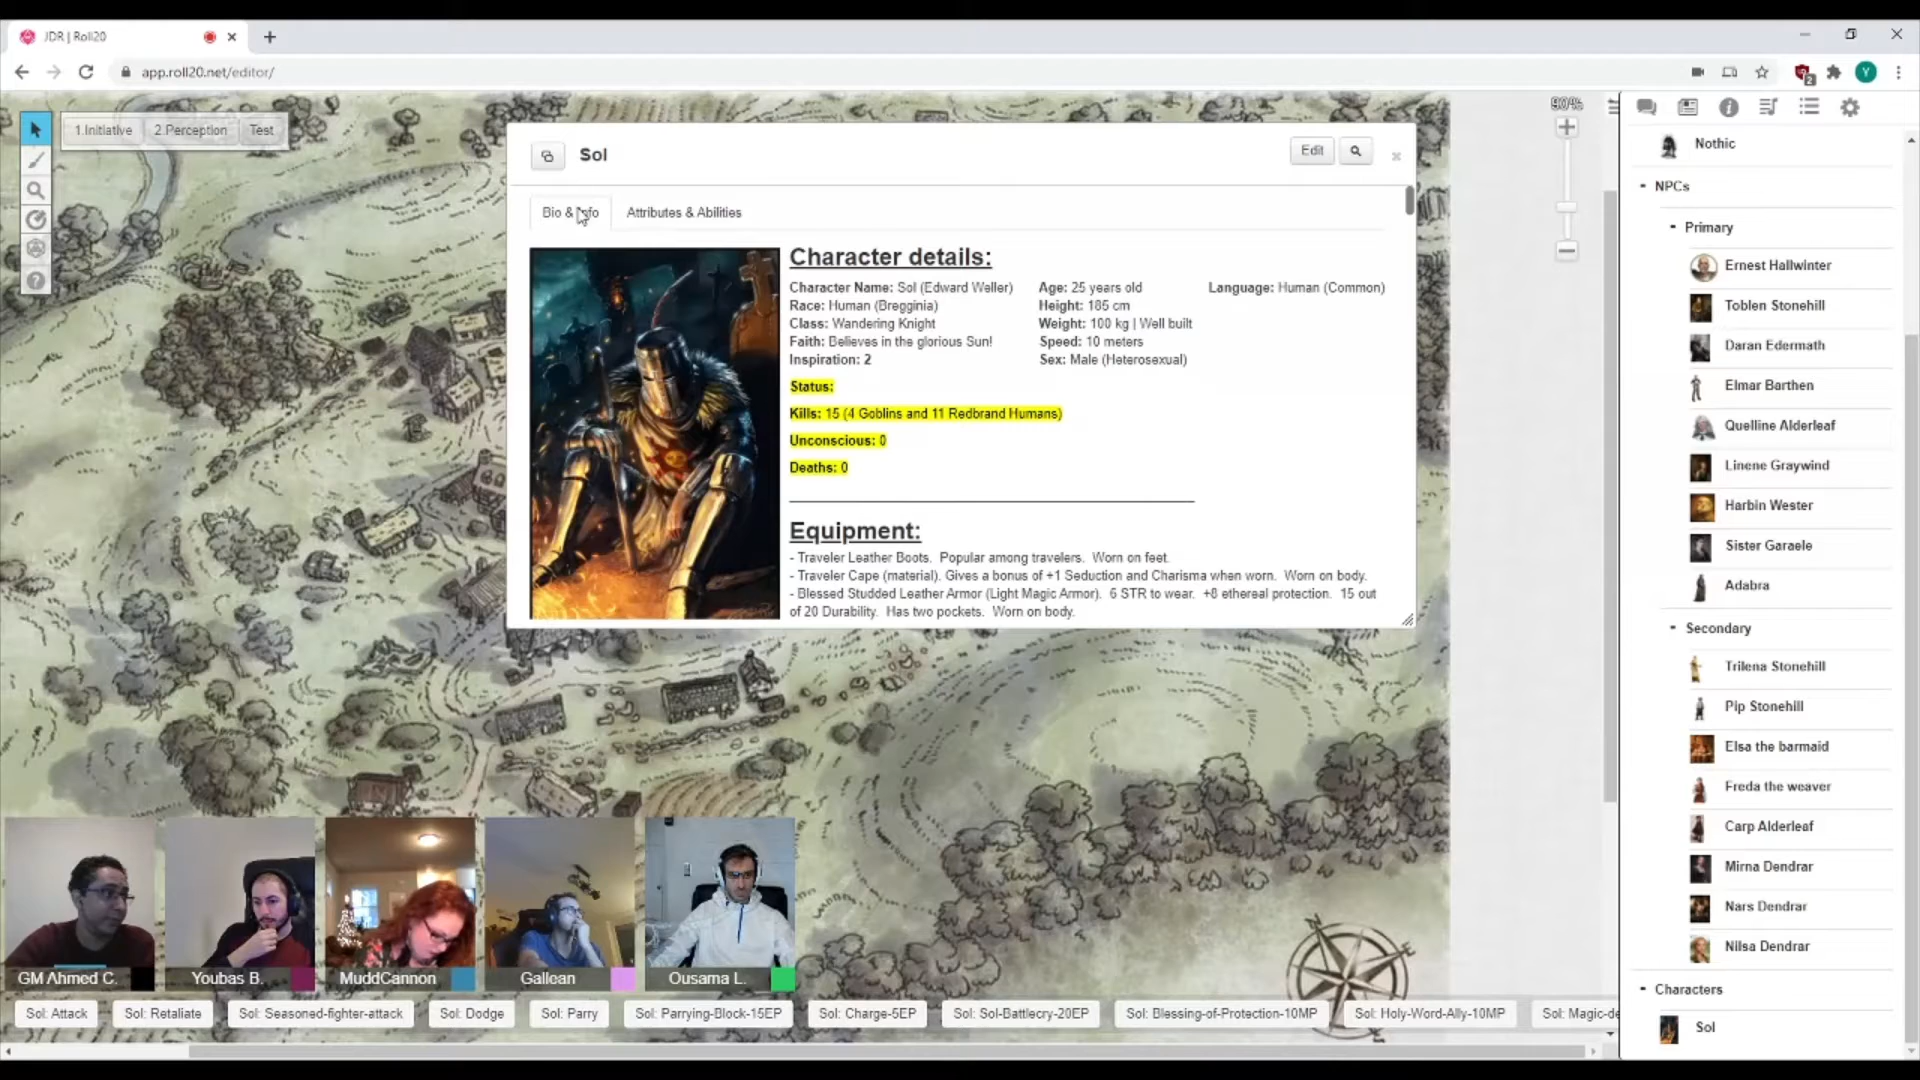 JDR | Roll20
app.roll20.net/editor/
2
Y
1.Initiative
2.Perception
Test
90%
Sol
Edit
Bio & Info
Attributes & Abilities
Character details:
Character Name: Sol (Edward Weller)
Age: 25 years old
Language: Human (Common)
Race: Human (Bregginia)
Height: 185 cm
Class: Wandering Knight
Weight: 100 kg | Well built
Faith: Believes in the glorious Sun!
Speed: 10 meters
Inspiration: 2
Sex: Male (Heterosexual)
Status:
Kills: 15 (4 Goblins and 11 Redbrand Humans)
Unconscious: 0
Deaths: 0
Equipment:
- Traveler Leather Boots. Popular among travelers. Worn on feet.
- Traveler Cape (material). Gives a bonus of +1 Seduction and Charisma when worn. Worn on body.
- Blessed Studded Leather Armor (Light Magic Armor). 6 STR to wear. +8 ethereal protection. 15 out
of 20 Durability. Has two pockets. Worn on body.
Nothic
NPCs
Primary
Ernest Hallwinter
Toblen Stonehill
Daran Edermath
Elmar Barthen
Quelline Alderleaf
Linene Graywind
Harbin Wester
Sister Garaele
Adabra
Secondary
Trilena Stonehill
Pip Stonehill
Elsa the barmaid
Freda the weaver
Carp Alderleaf
Mirna Dendrar
Nars Dendrar
Nilsa Dendrar
Characters
Sol
GM Ahmed C.
Youbas B.
MuddCannon
Gallean
Ousama L.
Sol: Attack
Sol: Retaliate
Sol: Seasoned-fighter-attack
Sol: Dodge
Sol: Parry
Sol: Parrying-Block-15EP
Sol: Charge-5EP
Sol: Sol-Battlecry-20EP
Sol: Blessing-of-Protection-10MP
Sol: Holy-Word-Ally-10MP
Sol: Magic-de